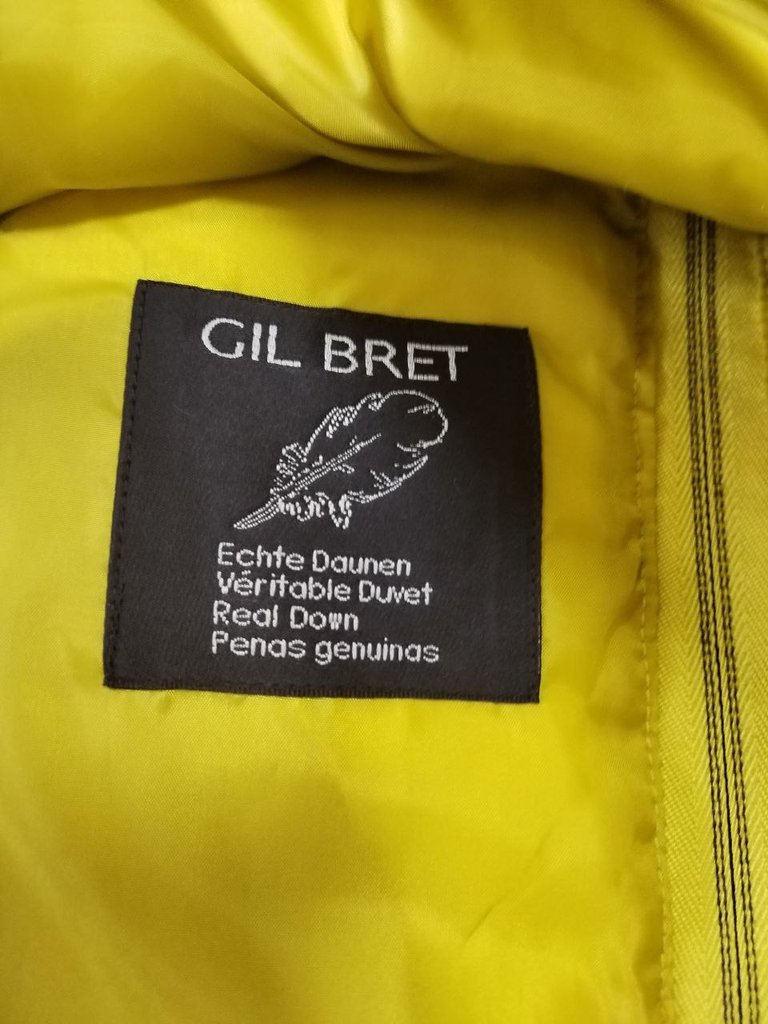 GIL BRET
Echte Daunen
Véritable Duvet
Real Down
Penas genuinas